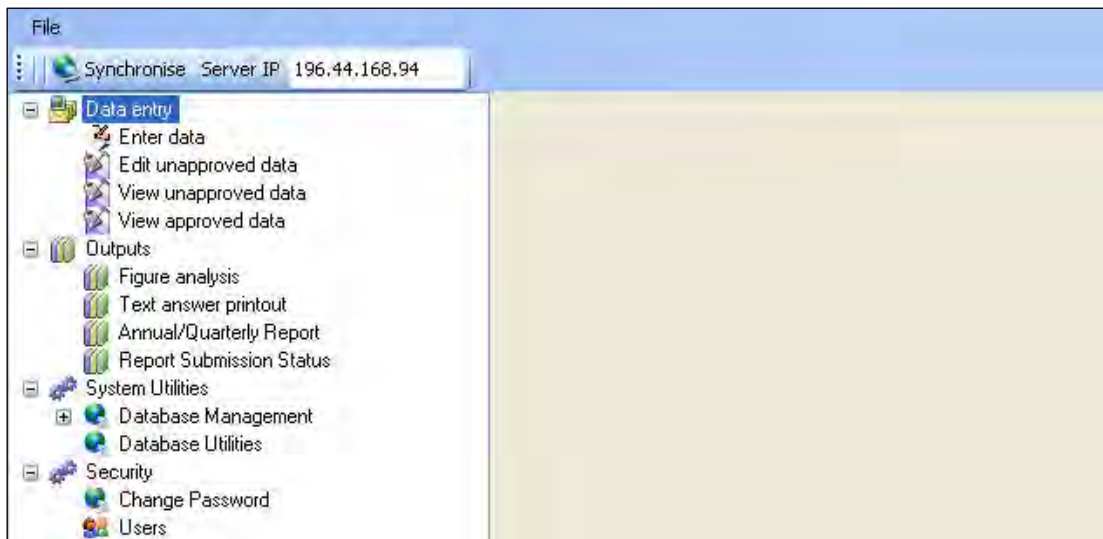 File
Synchronise Server IP 196.44.168.94
Data entry
Enter data
Edit unapproved data
View unapproved data
View approved data
Outputs
Figure analysis
Text answer printout
Annual/Quarterly Report
Report Submission Status
System Utilities
Database Management
Database Utilities
Security
Change Password
Users